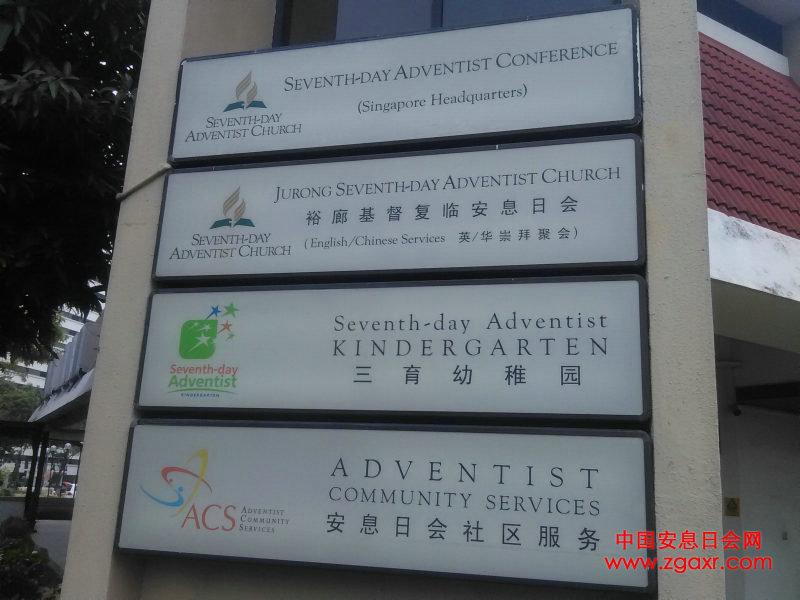 SEVENTH-DAY ADVENTIST CONFERENCE
(Singapore Headquarters)
SEVENTH-DAY
ADVENTIST CHURCH
JURONG SEVENTH-DAY ADVENTIST CHURCH
裕廊基督复临安息日会
(English/Chinese Services 英/华崇拜聚会)
SEVENTH-DAY
ADVENTIST CHURCH
Seventh-day Adventist
KINDERGARTEN
三育幼稚园
Seventh-day
Adventist
KINDERGARTEN
ADVENTIST
COMMUNITY SERVICES
安息日会社区服务
ACS
ADVENTIST
COMMUNITY
SERVICES
中国安息日会网
www.zgaxr.com